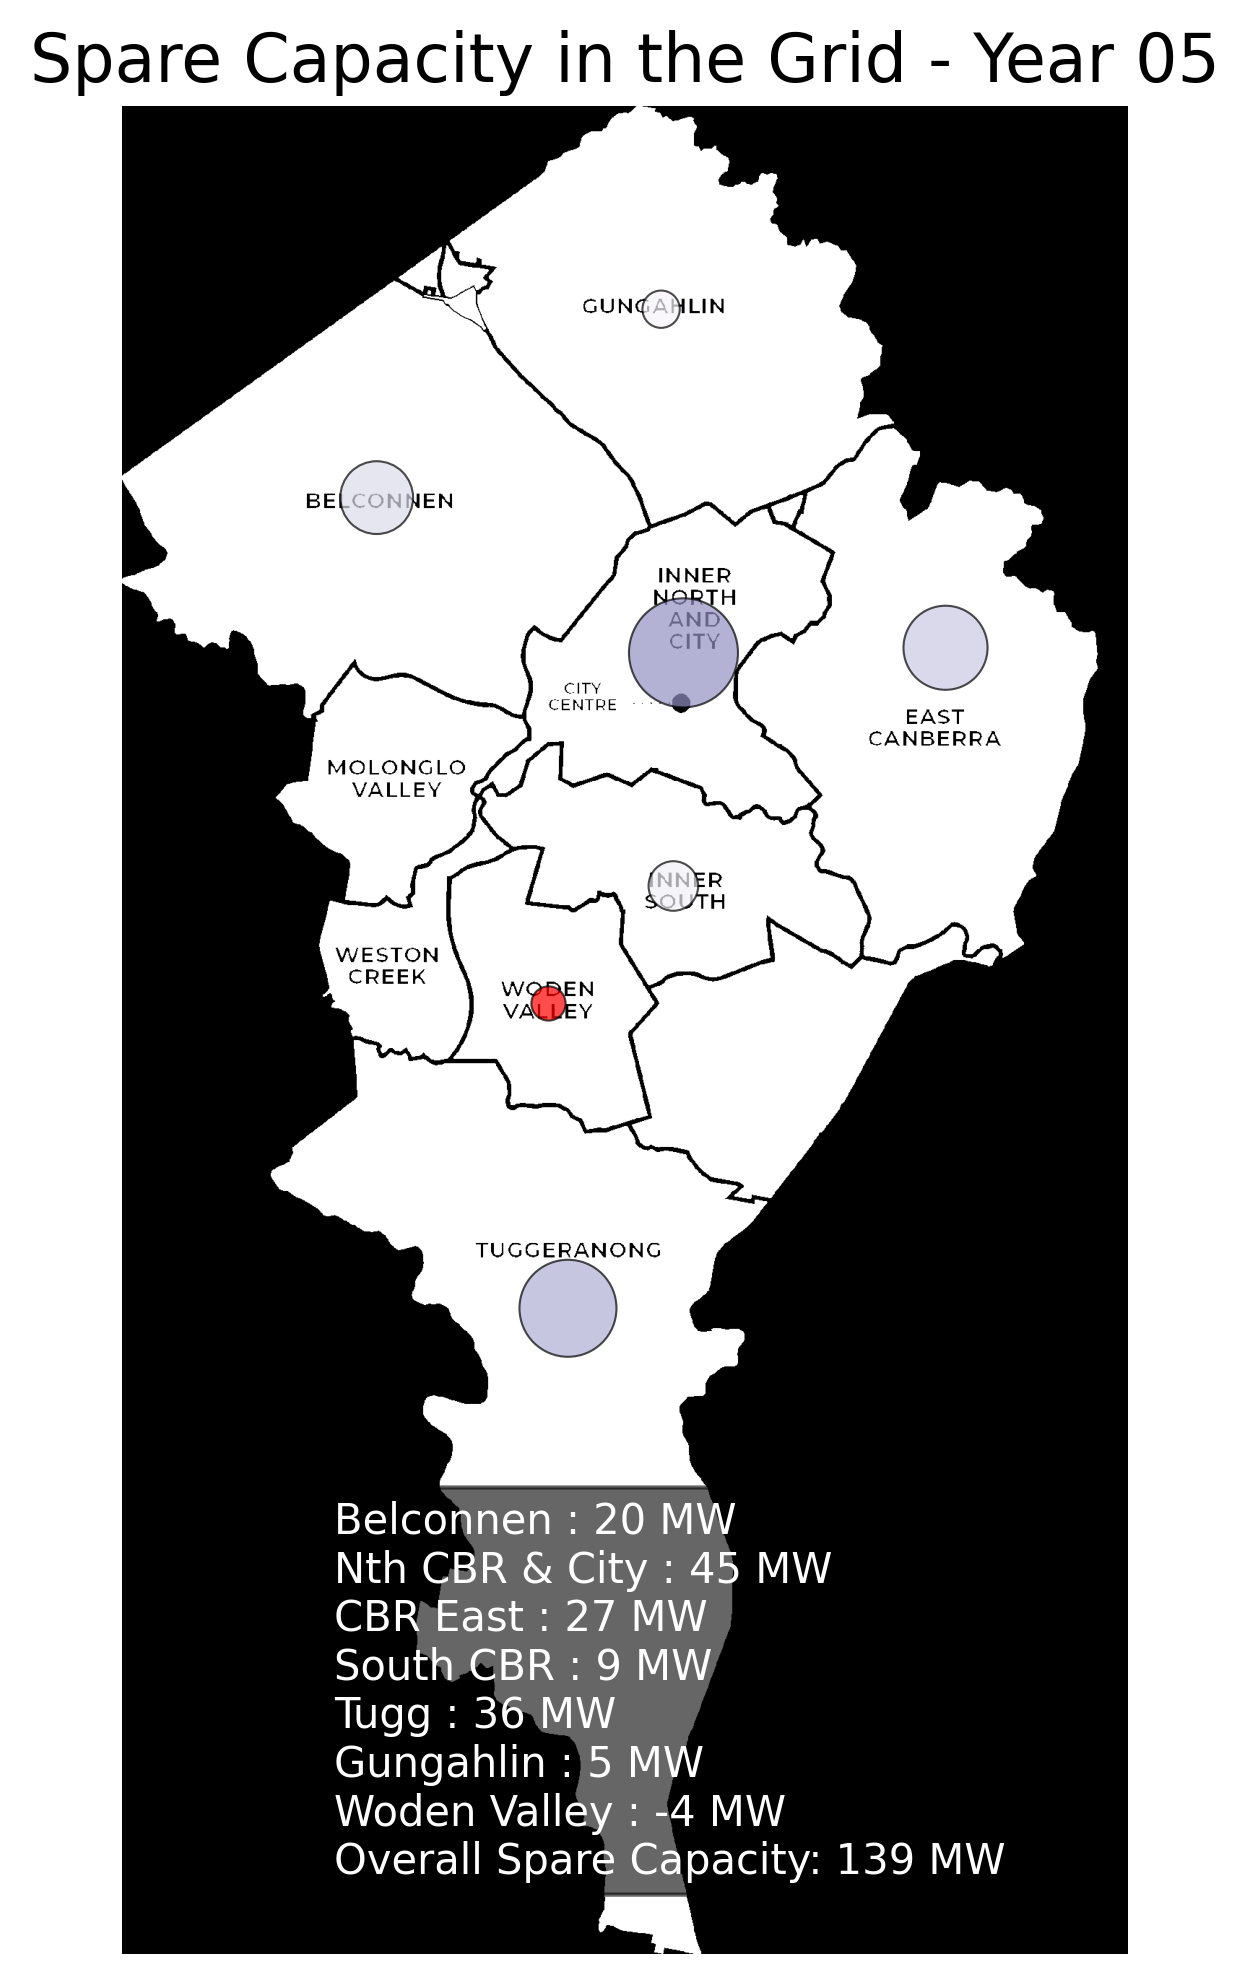 Spare Capacity in the Grid - Year 05
GUNGAHLIN
BELCONNEN
INNER
NORTH
AND
CITY
CITY
CENTRE
EAST
CANBERRA
MOLONGLO
VALLEY
INNER
SOUTH
WESTON
CREEK
WODEN
VALLEY
TUGGERANONG
Belconnen : 20 MW
Nth CBR & City : 45 MW
CBR East : 27 MW
South CBR : 9 MW
Tugg : 36 MW
Gungahlin : 5 MW
Woden Valley : -4 MW
Overall Spare Capacity: 139 MW